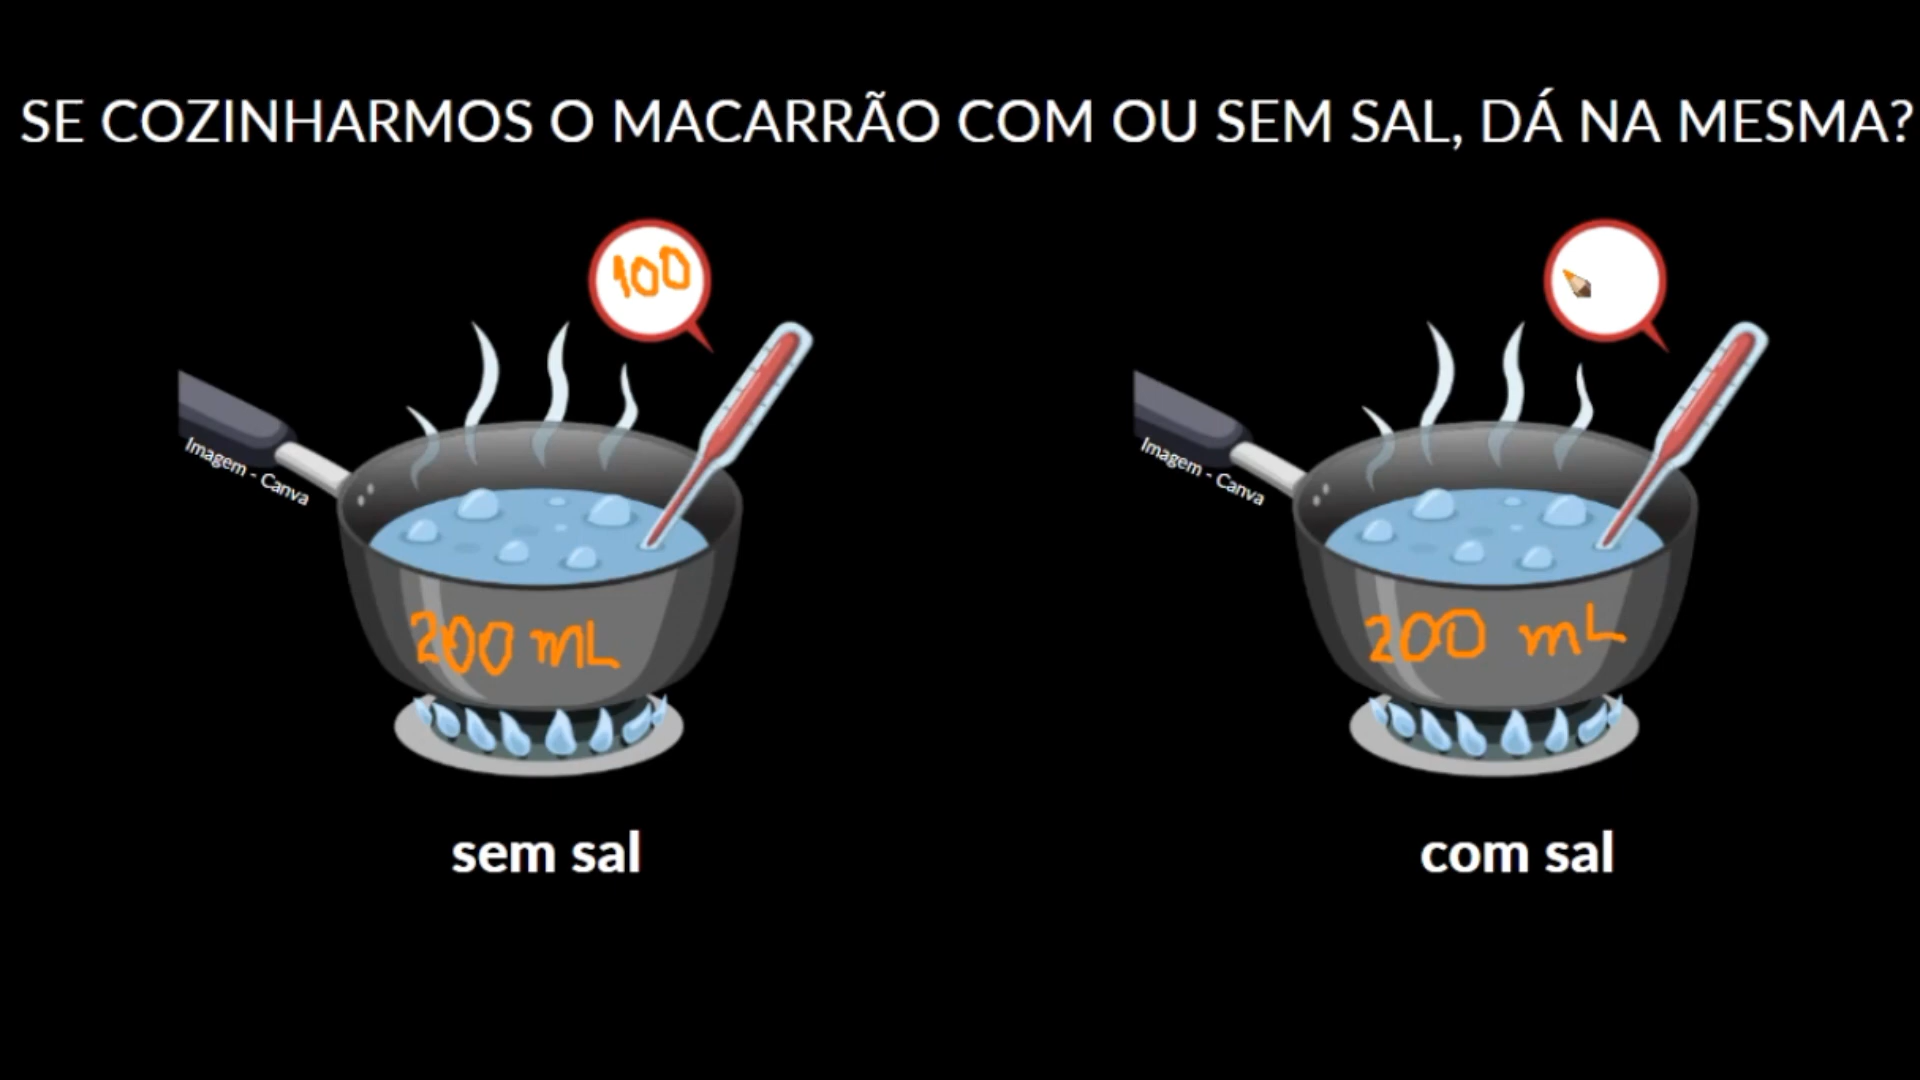 SE COZINHARMOS O MACARRÃO COM OU SEM SAL, DÁ NA MESMA?
100
Imagem - Canva
200 mL
sem sal
Imagem - Canva
200 mL
com sal